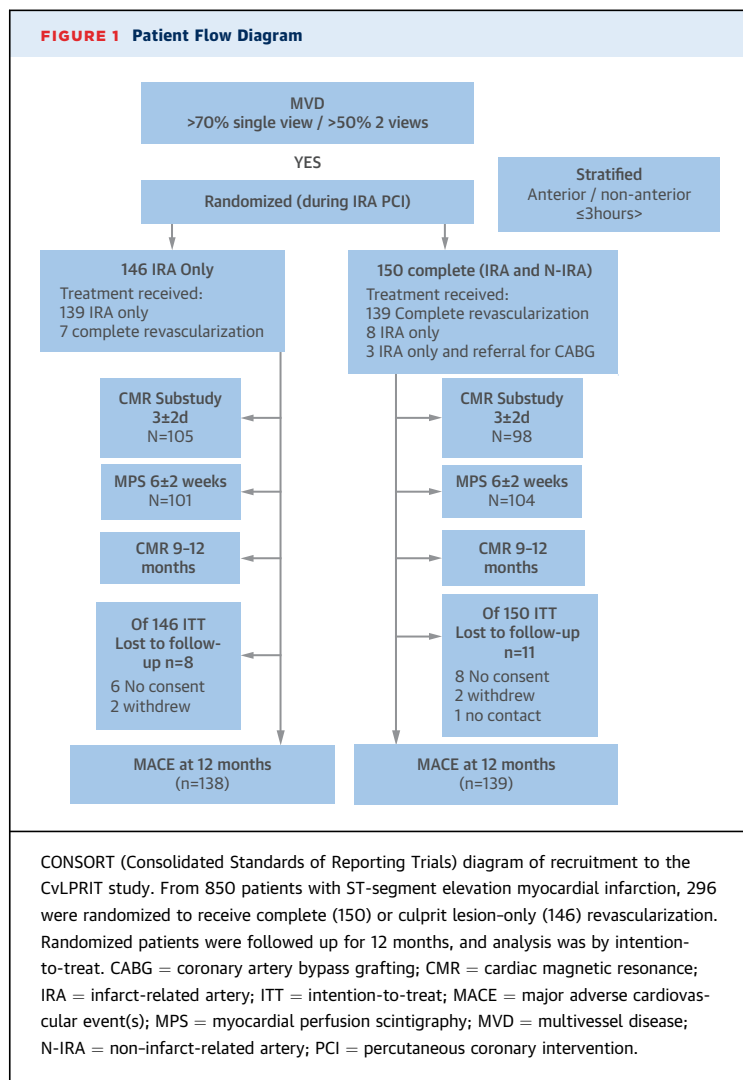 FIGURE 1 Patient Flow Diagram
MVD
>70% single view / >50% 2 views
YES
Stratified
Anterior / non-anterior
≤3hours>
Randomized (during IRA PCI)
146 IRA Only
Treatment received:
139 IRA only
7 complete revascularization
150 complete (IRA and N-IRA)
Treatment received:
139 Complete revascularization
8 IRA only
3 IRA only and referral for CABG
CMR Substudy
3±2d
N=105
CMR Substudy
3±2d
N=98
MPS 6±2 weeks
N=101
MPS 6±2 weeks
N=104
CMR 9-12
months
CMR 9-12
months
Of 146 ITT
Lost to follow-
up n=8
6 No consent
2 withdrew
Of 150 ITT
Lost to follow-up
n=11
8 No consent
2 withdrew
1 no contact
MACE at 12 months
(n=138)
MACE at 12 months
(n=139)
CONSORT (Consolidated Standards of Reporting Trials) diagram of recruitment to the
CvLPRIT study. From 850 patients with ST-segment elevation myocardial infarction, 296
were randomized to receive complete (150) or culprit lesion-only (146) revascularization.
Randomized patients were followed up for 12 months, and analysis was by intention-
to-treat. CABG = coronary artery bypass grafting; CMR = cardiac magnetic resonance;
IRA = infarct-related artery; ITT = intention-to-treat; MACE = major adverse cardiovas-
cular event(s); MPS = myocardial perfusion scintigraphy; MVD = multivessel disease;
N-IRA = non-infarct-related artery; PCI = percutaneous coronary intervention.